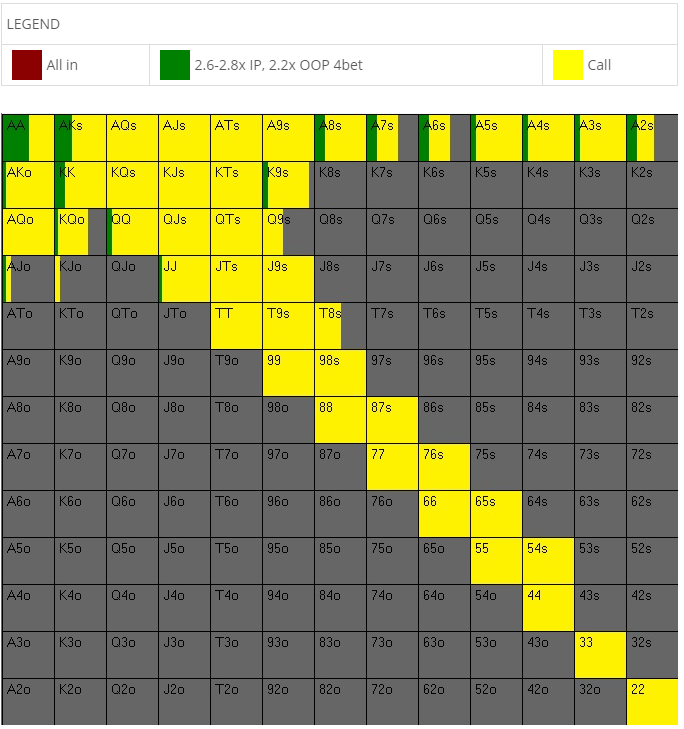 LEGEND
All in 2.6-2.8x IP, 2.2x OOP 4bet Call
AA AKs AQs AJs ATs A9s A8s A7s A6s A5s A4s A3s A2s
AKo KK KQs KJs KTs K9s K8s K7s K6s K5s K4s K3s K2s
AQo KQo QQ QJs QTs Q9s Q8s Q7s Q6s Q5s Q4s Q3s Q2s
AJo KJo QJo JJ JTs J9s J8s J7s J6s J5s J4s J3s J2s
ATo KTo QTo JTo TT T9s T8s T7s T6s T5s T4s T3s T2s
A9o K9o Q9o J9o T9o 99 98s 97s 96s 95s 94s 93s 92s
A8o K8o Q8o J8o T8o 98o 88 87s 86s 85s 84s 83s 82s
A7o K7o Q7o J7o T7o 97o 87o 77 76s 75s 74s 73s 72s
A6o K6o Q6o J6o T6o 96o 86o 76o 66 65s 64s 63s 62s
A5o K5o Q5o J5o T5o 95o 85o 75o 65o 55 54s 53s 52s
A4o K4o Q4o J4o T4o 94o 84o 74o 64o 54o 44 43s 42s
A3o K3o Q3o J3o T3o 93o 83o 73o 63o 53o 43o 33 32s
A2o K2o Q2o J2o T2o 92o 82o 72o 62o 52o 42o 32o 22